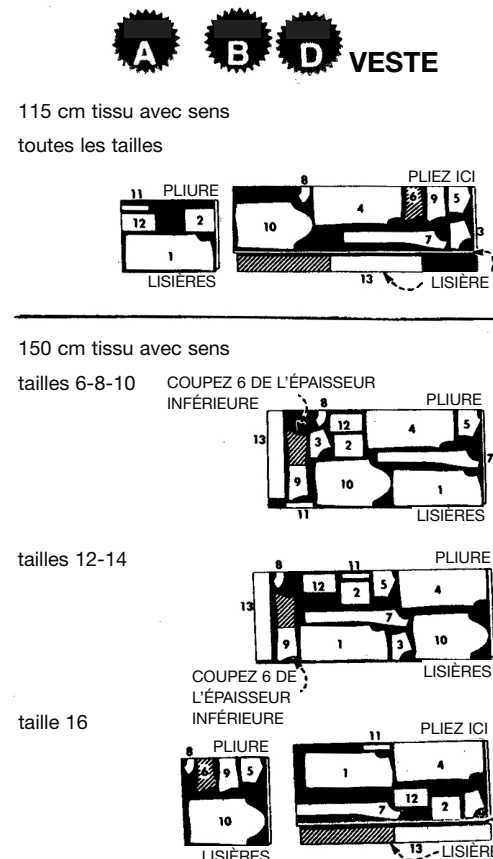 A B D VESTE
115 cm tissu avec sens
toutes les tailles
11 PLIURE
12 2
1
LISIÈRES
8 PLIEZ ICI
10 4 6 9 5
7 3
13 LISIÈRE
150 cm tissu avec sens
tailles 6-8-10
COUPEZ 6 DE L'ÉPAISSEUR
INFÉRIEURE
8 PLIURE
13 3 12 2 4 5
7
9 10 1
11 LISIÈRES
tailles 12-14
8 11 PLIURE
12 2 5 4
13 7
9 1 3 10
LISIÈRES
COUPEZ 6 DE
L'ÉPAISSEUR
INFÉRIEURE
taille 16
8 PLIURE
6 9 5
10
LISIÈRES
11 PLIEZ ICI
1 4
7 12 2
13 LISIÈRE